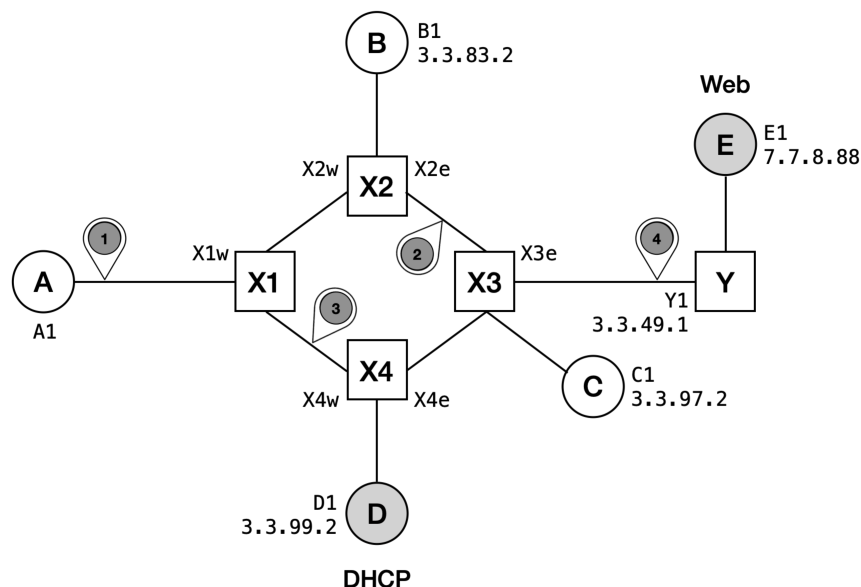 B
B1
3.3.83.2
Web
E
E1
7.7.8.88
X2w
X2
X2e
1
2
4
X1w
X3e
A
X1
X3
Y
A1
3
Y1
3.3.49.1
X4
X4w
X4e
C
C1
3.3.97.2
D1
3.3.99.2
D
DHCP